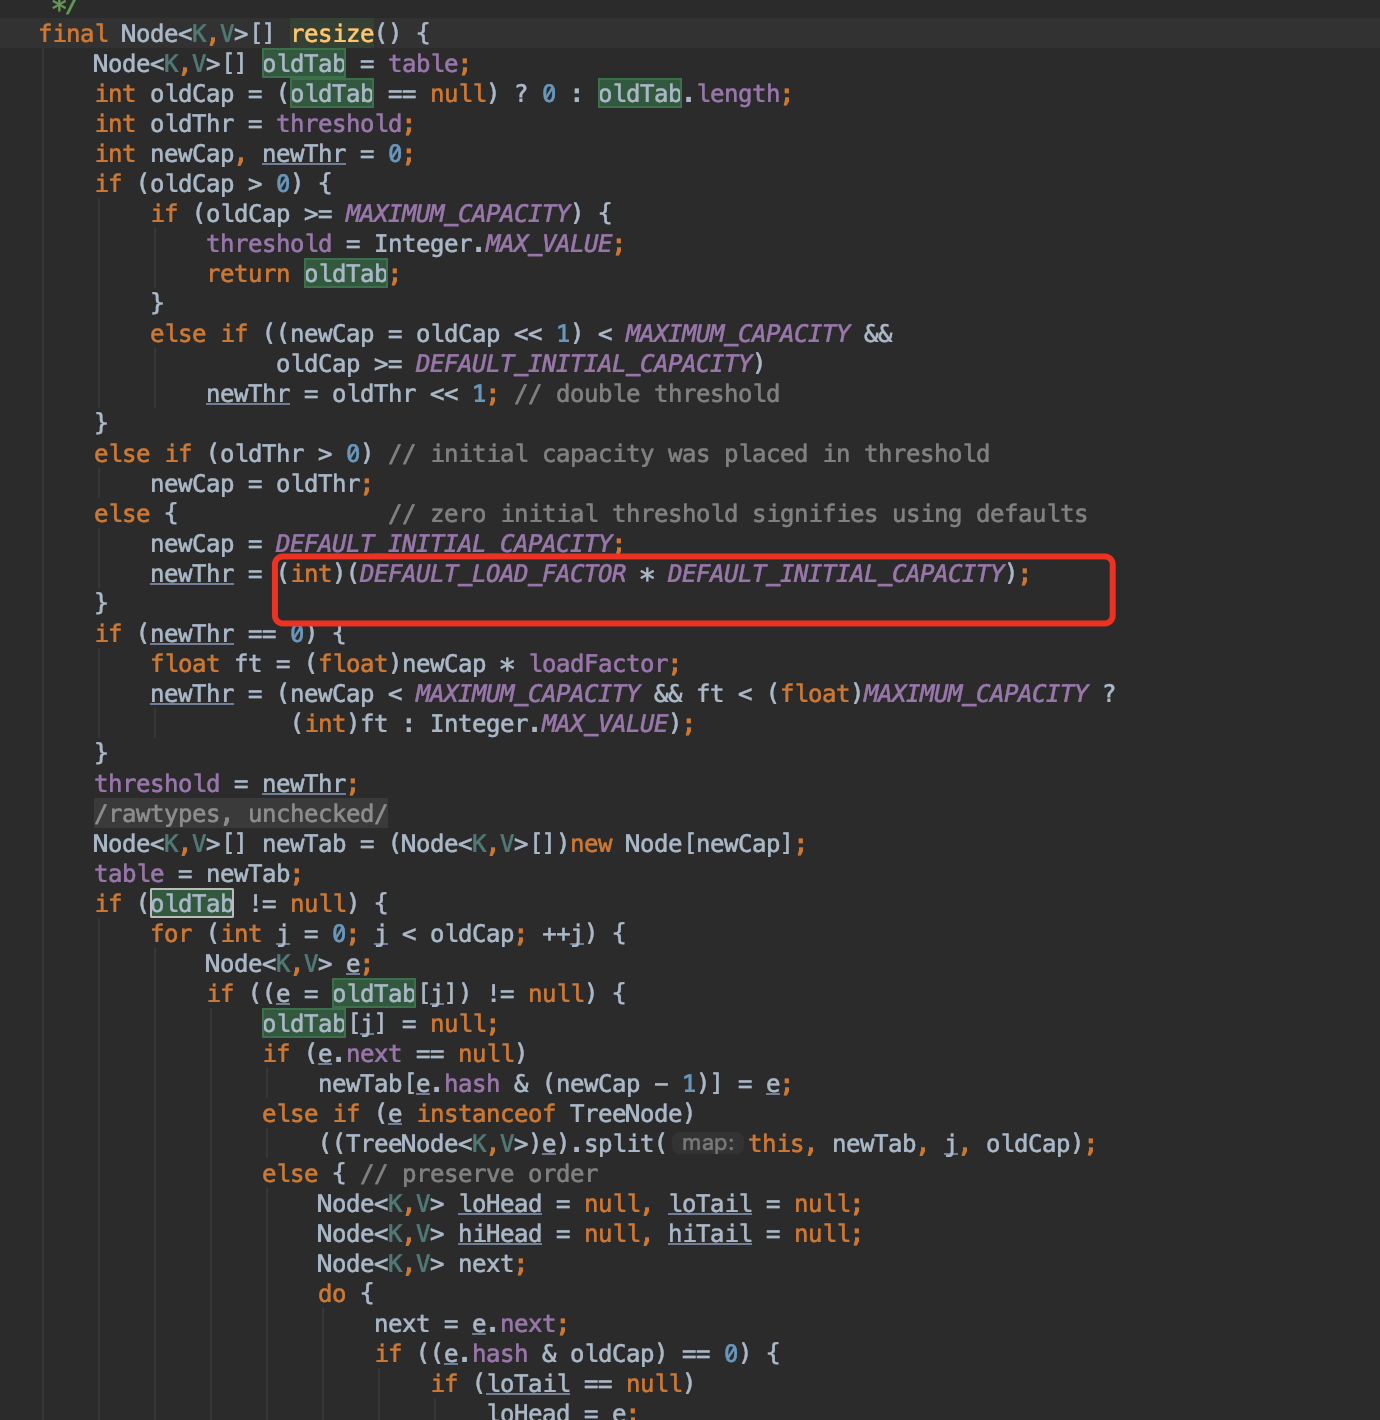 */
final Node<K,V>[] resize() {
Node<K,V>[] oldTab = table;
int oldCap = (oldTab == null) ? 0 : oldTab.length;
int oldThr = threshold;
int newCap, newThr = 0;
if (oldCap > 0) {
if (oldCap >= MAXIMUM_CAPACITY) {
threshold = Integer.MAX_VALUE;
return oldTab;
}
else if ((newCap = oldCap << 1) < MAXIMUM_CAPACITY &&
oldCap >= DEFAULT_INITIAL_CAPACITY)
newThr = oldThr << 1; // double threshold
}
else if (oldThr > 0) // initial capacity was placed in threshold
newCap = oldThr;
else { // zero initial threshold signifies using defaults
newCap = DEFAULT_INITIAL_CAPACITY;
newThr = (int)(DEFAULT_LOAD_FACTOR * DEFAULT_INITIAL_CAPACITY);
}
if (newThr == 0) {
float ft = (float)newCap * loadFactor;
newThr = (newCap < MAXIMUM_CAPACITY && ft < (float)MAXIMUM_CAPACITY ?
(int)ft : Integer.MAX_VALUE);
}
threshold = newThr;
/rawtypes, unchecked/
Node<K,V>[] newTab = (Node<K,V>[])new Node[newCap];
table = newTab;
if (oldTab != null) {
for (int j = 0; j < oldCap; ++j) {
Node<K,V> e;
if ((e = oldTab[j]) != null) {
oldTab[j] = null;
if (e.next == null)
newTab[e.hash & (newCap - 1)] = e;
else if (e instanceof TreeNode)
((TreeNode<K,V>)e).split( map: this, newTab, j, oldCap);
else { // preserve order
Node<K,V> loHead = null, loTail = null;
Node<K,V> hiHead = null, hiTail = null;
Node<K,V> next;
do {
next = e.next;
if ((e.hash & oldCap) == 0) {
if (loTail == null)
loHead = e;